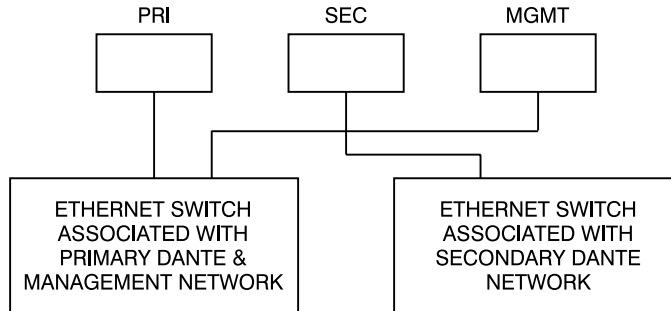 PRI
SEC
MGMT
ETHERNET SWITCH
ASSOCIATED WITH
PRIMARY DANTE &
MANAGEMENT NETWORK
ETHERNET SWITCH
ASSOCIATED WITH
SECONDARY DANTE
NETWORK